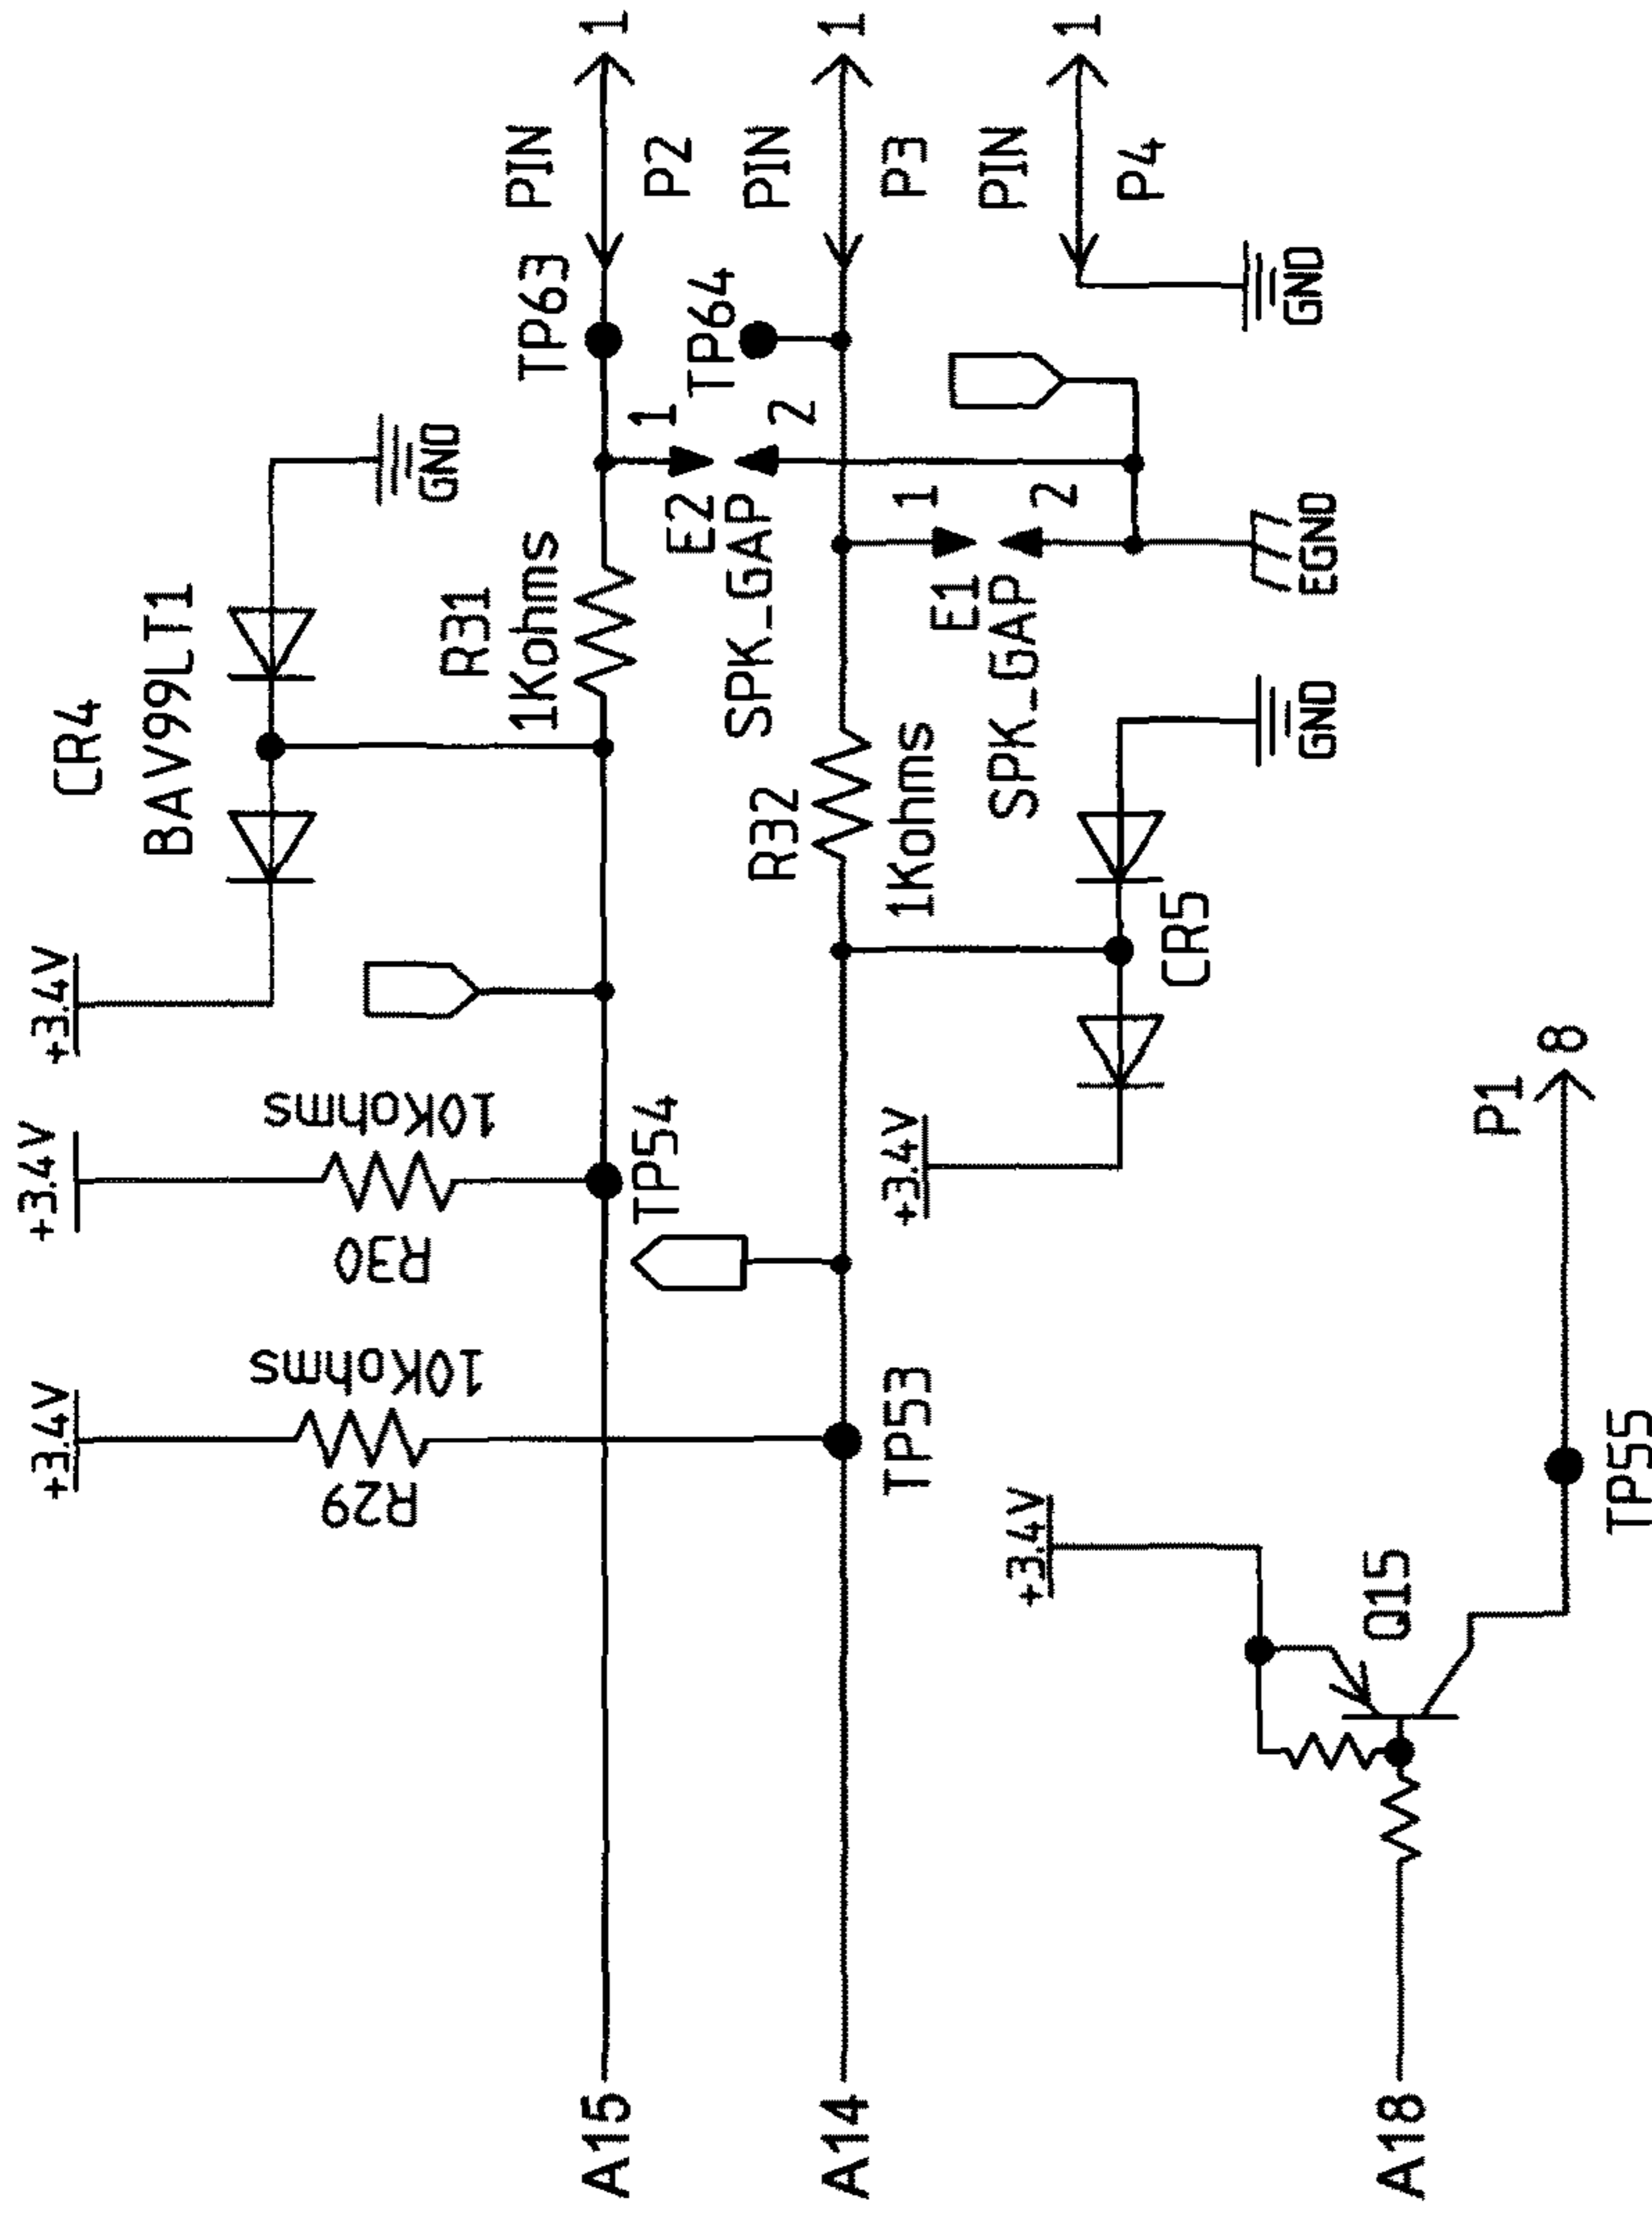 +3.4V
+3.4V
+3.4V
CR4
BAV99LT1
GND
R29
10Kohms
R30
10Kohms
R31
1Kohms
TP63
PIN
1
P2
A15
TP54
E2
1
SPK_GAP
2
TP64
PIN
1
P3
A14
TP53
R32
1Kohms
E1
1
SPK_GAP
2
PIN
1
P4
GND
+3.4V
CR5
GND
EGND
+3.4V
Q15
A18
TP55
P1
8